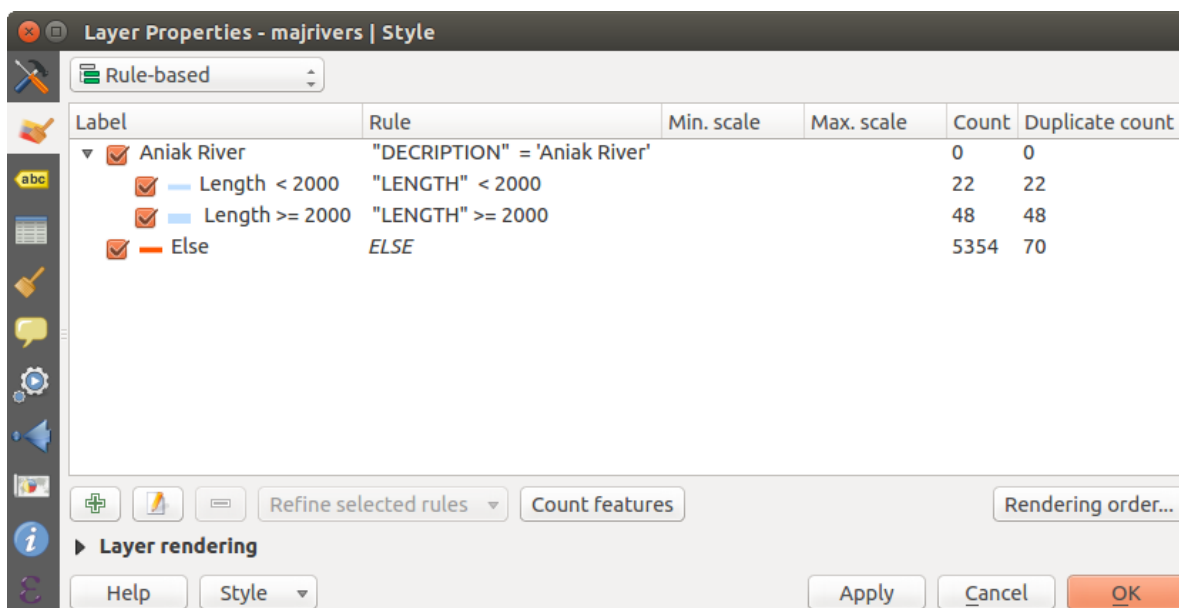 Layer Properties - majrivers | Style
Rule-based
Label Rule Min. scale Max. scale Count Duplicate count
Aniak River "DECRIPTION" = 'Aniak River' 0 0
abc
Length < 2000 "LENGTH" < 2000 22 22
Length >= 2000 "LENGTH" >= 2000 48 48
Else ELSE 5354 70
Refine selected rules Count features Rendering order...
i
Layer rendering
ε
Help Style Apply Cancel OK